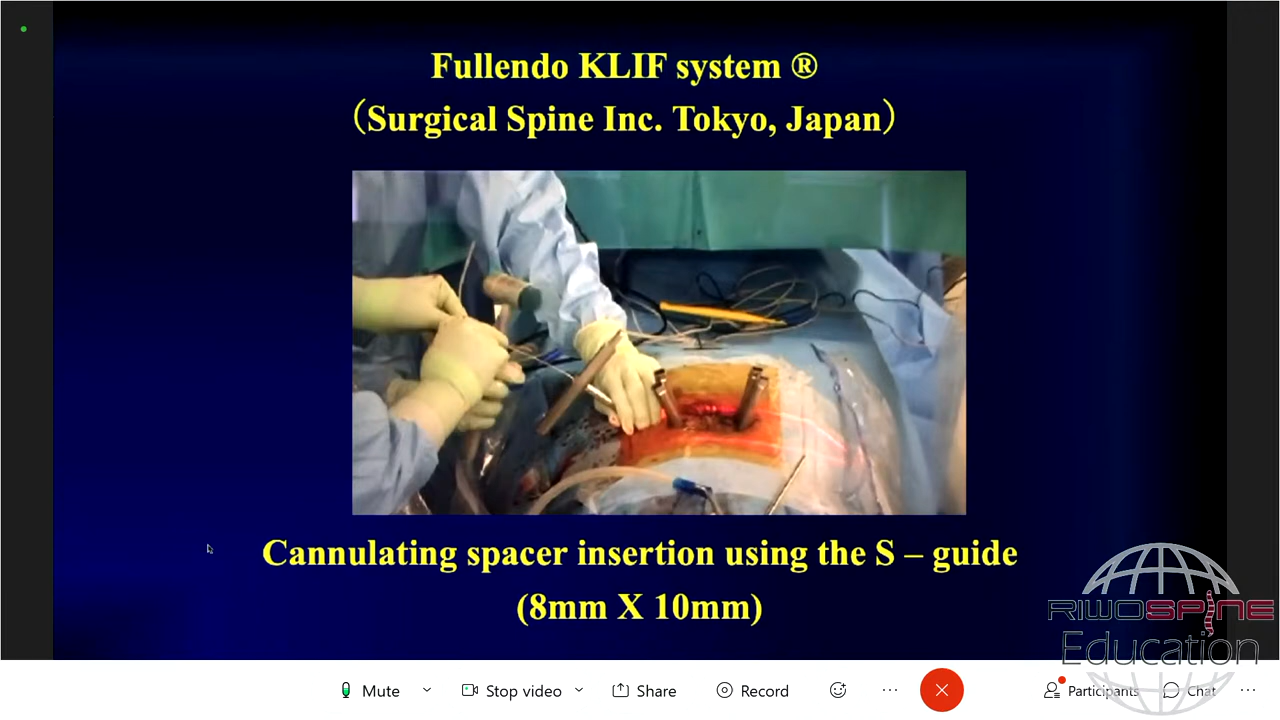 Fullendo KLIF system ®
（Surgical Spine Inc. Tokyo, Japan）
Cannulating spacer insertion using the S – guide
(8mm X 10mm)
RIWOSPINE
Education
Mute
Stop video
Share
Record
Participants
Chat